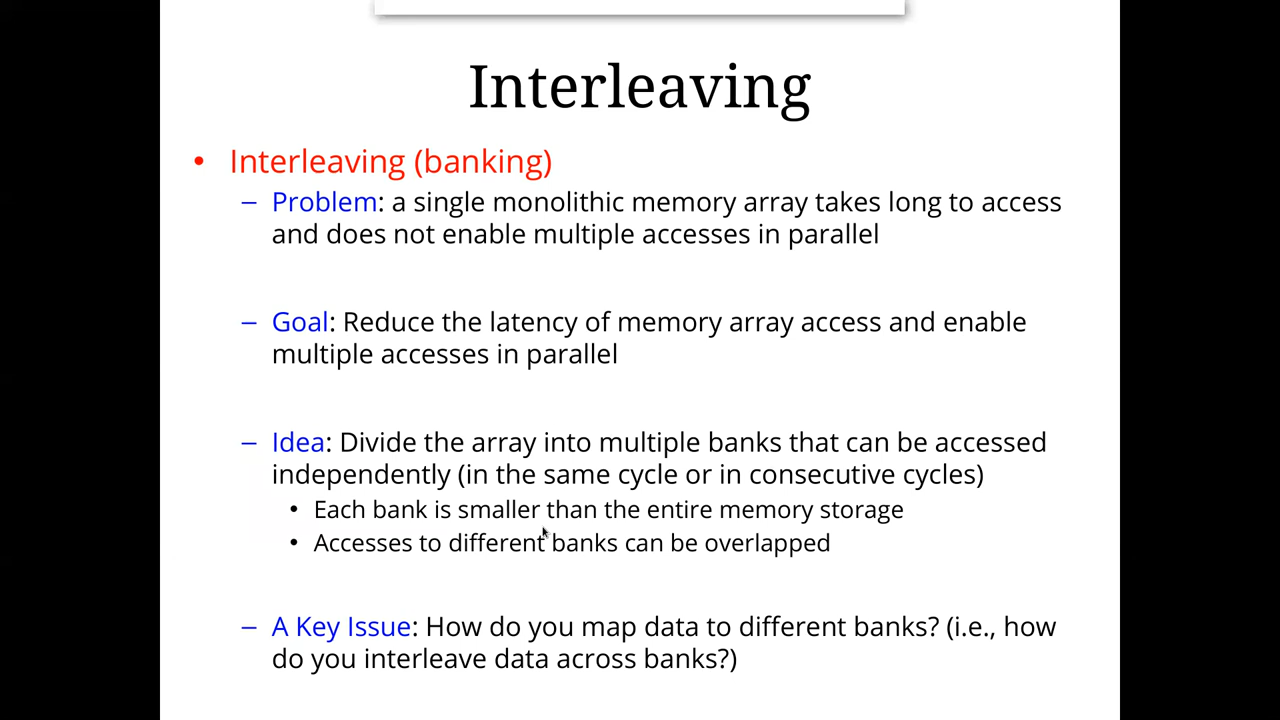 Interleaving
• Interleaving (banking)
– Problem: a single monolithic memory array takes long to access
and does not enable multiple accesses in parallel
– Goal: Reduce the latency of memory array access and enable
multiple accesses in parallel
– Idea: Divide the array into multiple banks that can be accessed
independently (in the same cycle or in consecutive cycles)
• Each bank is smaller than the entire memory storage
• Accesses to different banks can be overlapped
– A Key Issue: How do you map data to different banks? (i.e., how
do you interleave data across banks?)